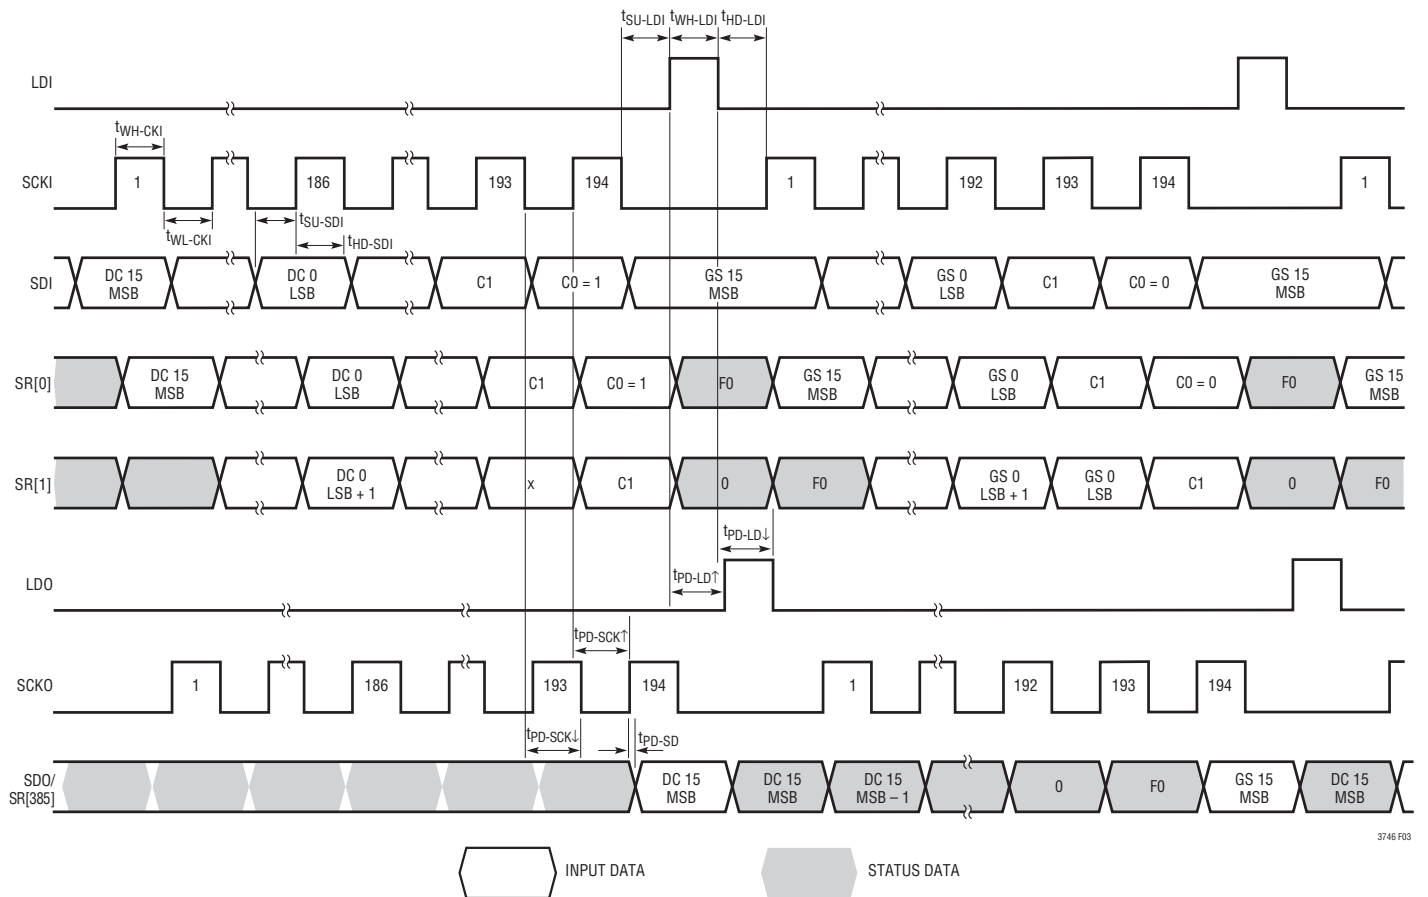 tSU-LDI tWH-LDI tHD-LDI
LDI
tWH-CKI
SCKI 1 186 193 194 1 192 193 194 1
tWL-CKI tSU-SDI tHD-SDI
SDI DC 15 MSB DC 0 LSB C1 C0 = 1 GS 15 MSB GS 0 LSB C1 C0 = 0 GS 15 MSB
SR[0] DC 15 MSB DC 0 LSB C1 C0 = 1 F0 GS 15 MSB GS 0 LSB C1 C0 = 0 F0 GS 15 MSB
SR[1] DC 0 LSB + 1 x C1 0 F0 GS 0 LSB + 1 GS 0 LSB C1 0 F0
tPD-LD↓
LDO tPD-LD↑
tPD-SCK↑
SCKO 1 186 193 194 1 192 193 194
tPD-SCK↓ tPD-SD
SDO/ SR[385] DC 15 MSB DC 15 MSB DC 15 MSB – 1 0 F0 GS 15 MSB DC 15 MSB
3746 F03
INPUT DATA STATUS DATA